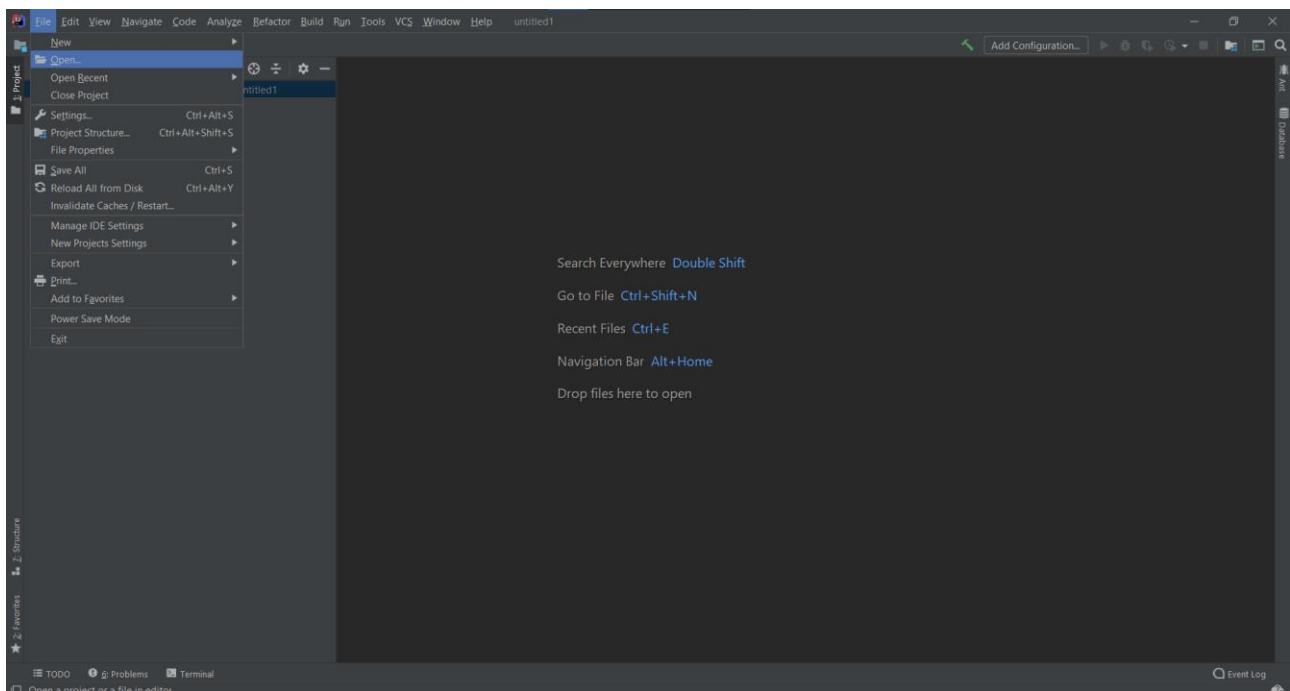 File Edit View Navigate Code Analyze Refactor Build Run Tools VCS Window Help untitled1
Add Configuration...
New
Open...
Open Recent
Close Project
Settings... Ctrl+Alt+S
Project Structure... Ctrl+Alt+Shift+S
File Properties
Save All Ctrl+S
Reload All from Disk Ctrl+Alt+Y
Invalidate Caches / Restart...
Manage IDE Settings
New Projects Settings
Export
Print...
Add to Favorites
Power Save Mode
Exit
1: Project
ntitled1
Search Everywhere Double Shift
Go to File Ctrl+Shift+N
Recent Files Ctrl+E
Navigation Bar Alt+Home
Drop files here to open
Ant
Database
Z: Structure
2: Favorites
TODO 6: Problems Terminal
Event Log
Open a project or a file in editor